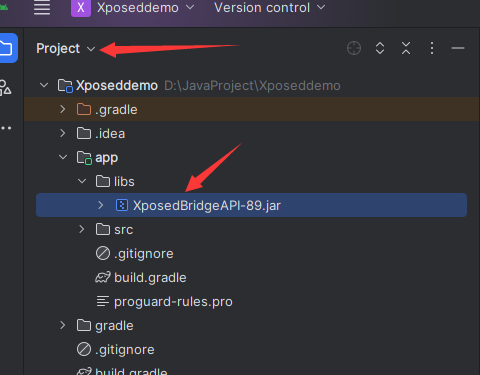 X Xposeddemo Version control
Project
Xposeddemo D:\JavaProject\Xposeddemo
.gradle
.idea
app
libs
XposedBridgeAPI-89.jar
src
.gitignore
build.gradle
proguard-rules.pro
gradle
.gitignore
build.gradle